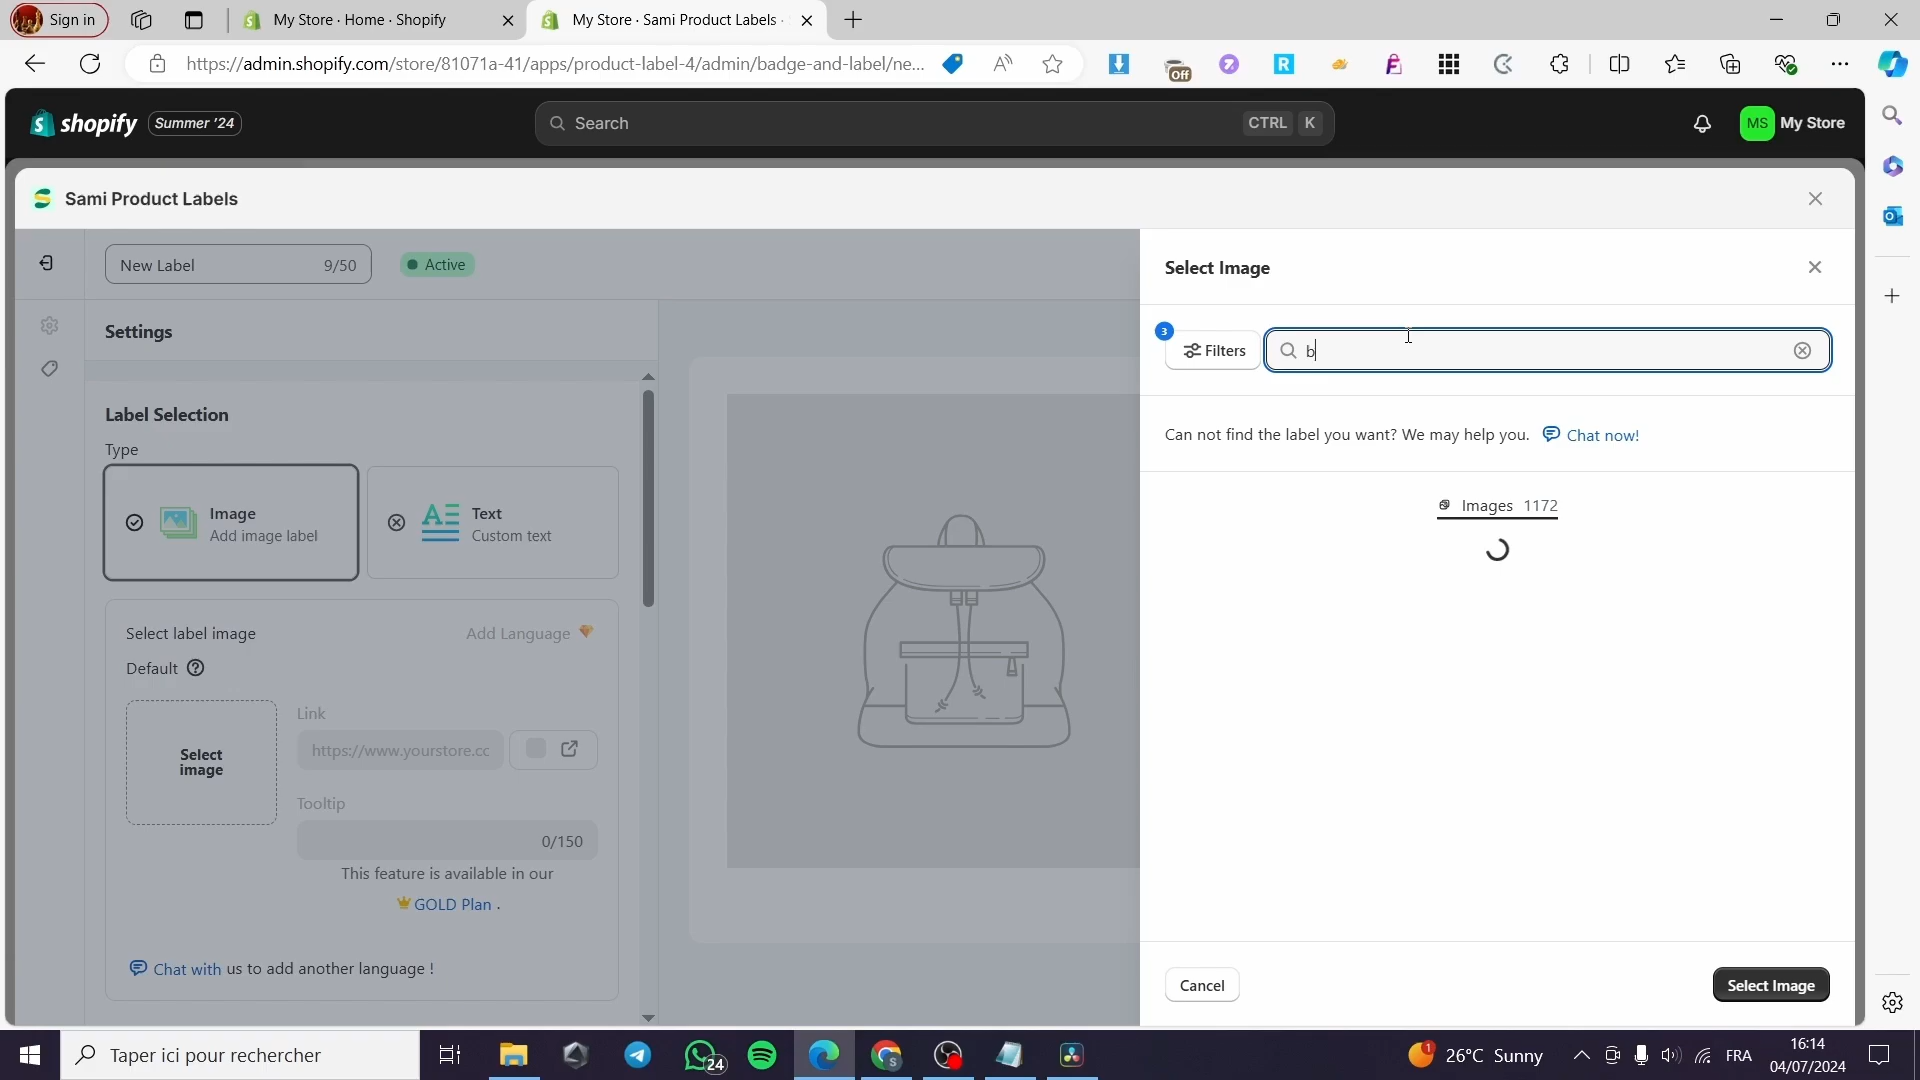 Sign in
My Store · Home · Shopify
My Store · Sami Product Labels ·
https://admin.shopify.com/store/81071a-41/apps/product-label-4/admin/badge-and-label/ne...
Off
shopify
Summer '24
Search
CTRL K
MS My Store
Sami Product Labels
New Label 9/50
Active
Select Image
Settings
3
Filters
b
Label Selection
Type
Can not find the label you want? We may help you. Chat now!
Image
Add image label
Text
Custom text
Images 1172
Select label image
Add Language
Default
Link
Select
image
https://www.yourstore.cc
Tooltip
0/150
This feature is available in our
GOLD Plan .
Chat with us to add another language !
Cancel
Select Image
Taper ici pour rechercher
24
1
26°C Sunny
FRA
16:14
04/07/2024